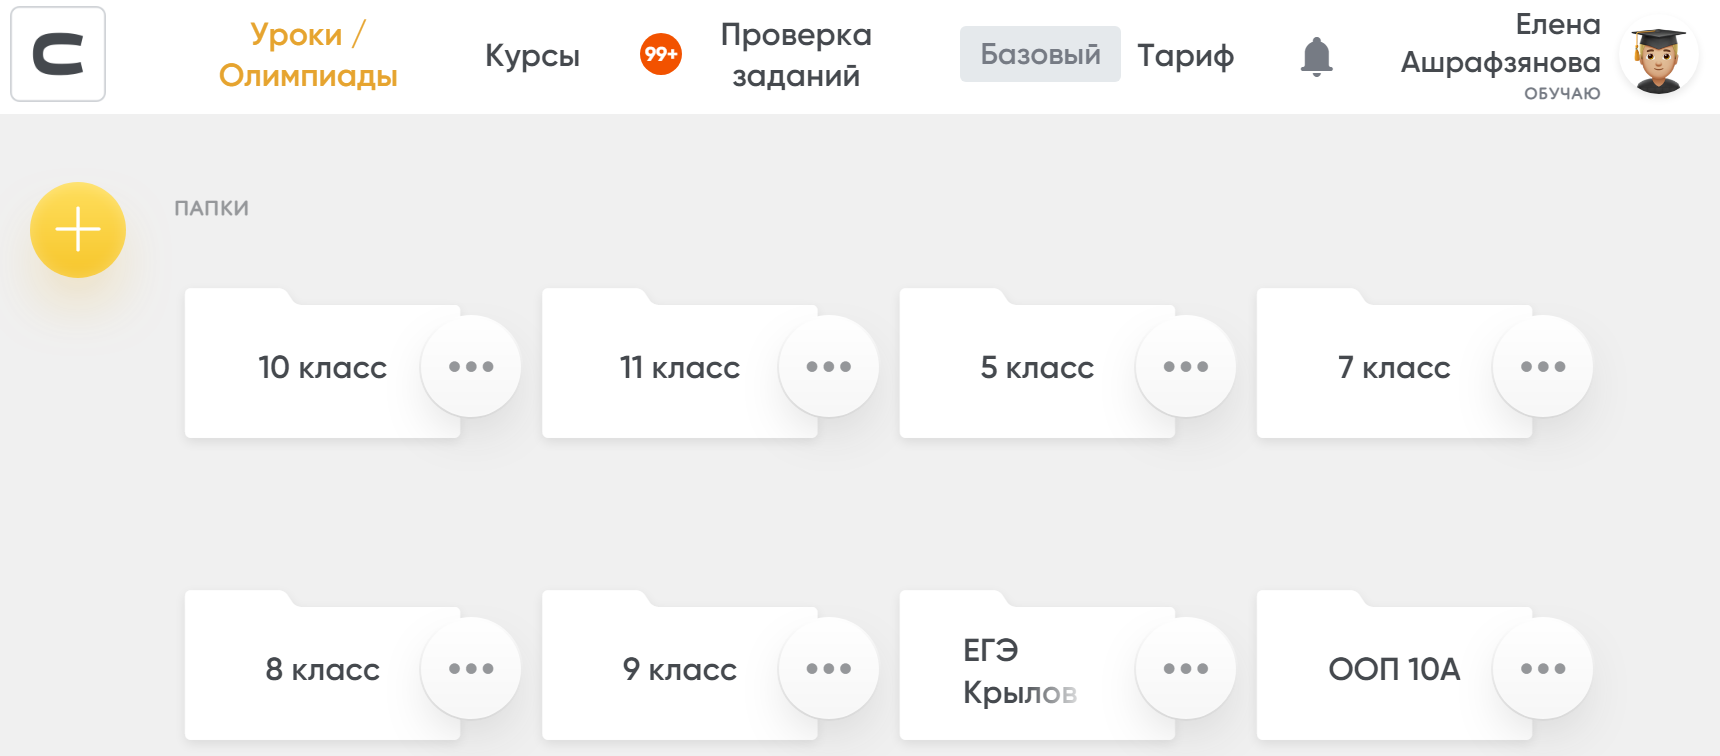 Уроки /
Олимпиады
Курсы
99+
Проверка
заданий
Базовый
Тариф
Елена
Ашрафзянова
ОБУЧАЮ
ПАПКИ
10 класс
11 класс
5 класс
7 класс
8 класс
9 класс
ЕГЭ
Крылов
ООП 10А